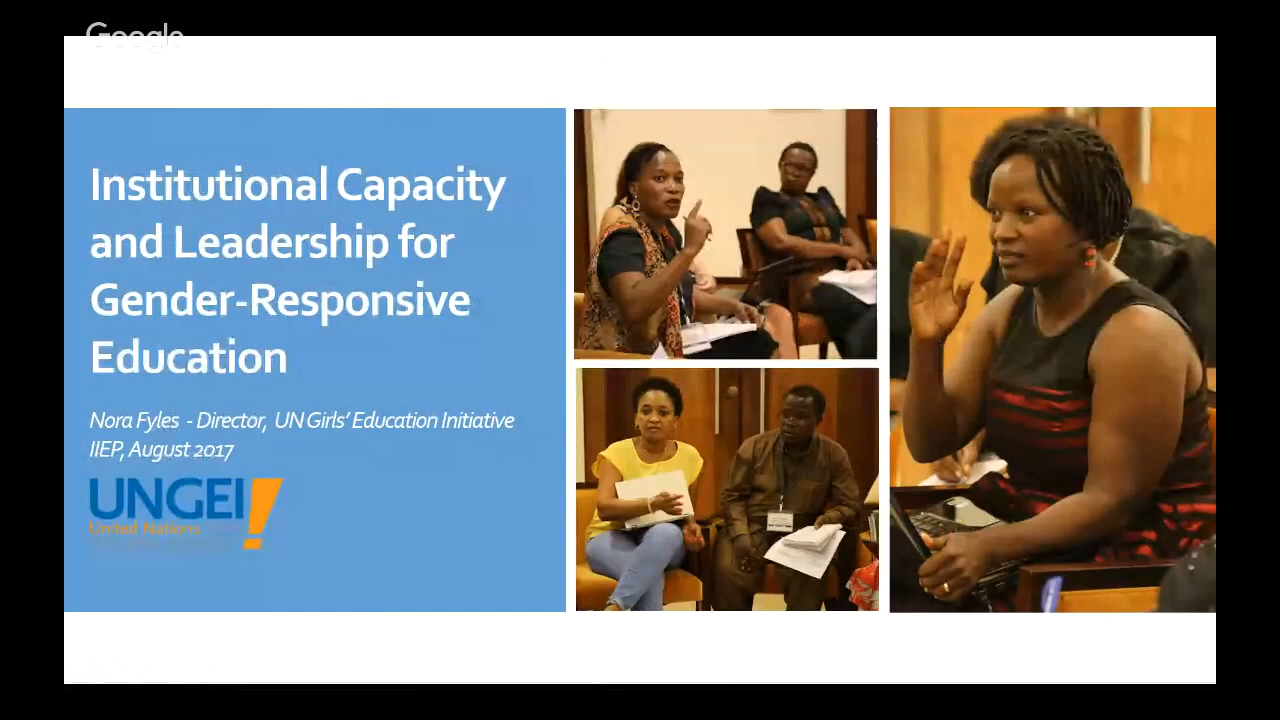 Google
Institutional Capacity
and Leadership for
Gender-Responsive
Education
Nora Fyles - Director, UN Girls' Education Initiative
IIEP, August 2017
UNGEI!
United Nations